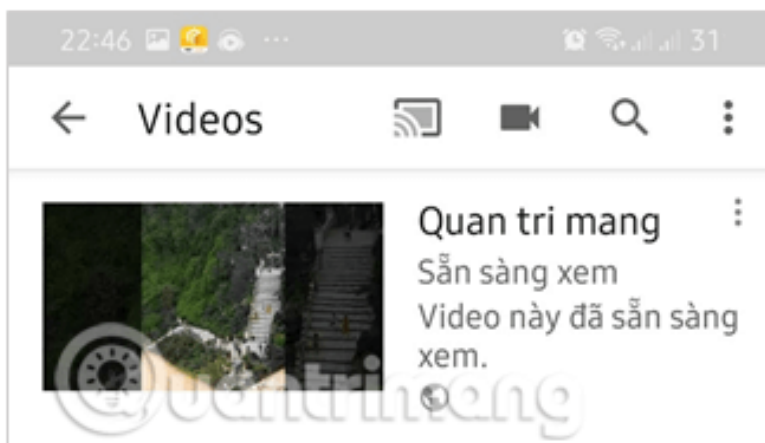 22:46 31
Videos
Quan tri mang
Sẵn sàng xem
Video này đã sẵn sàng
xem.
Quantrimang